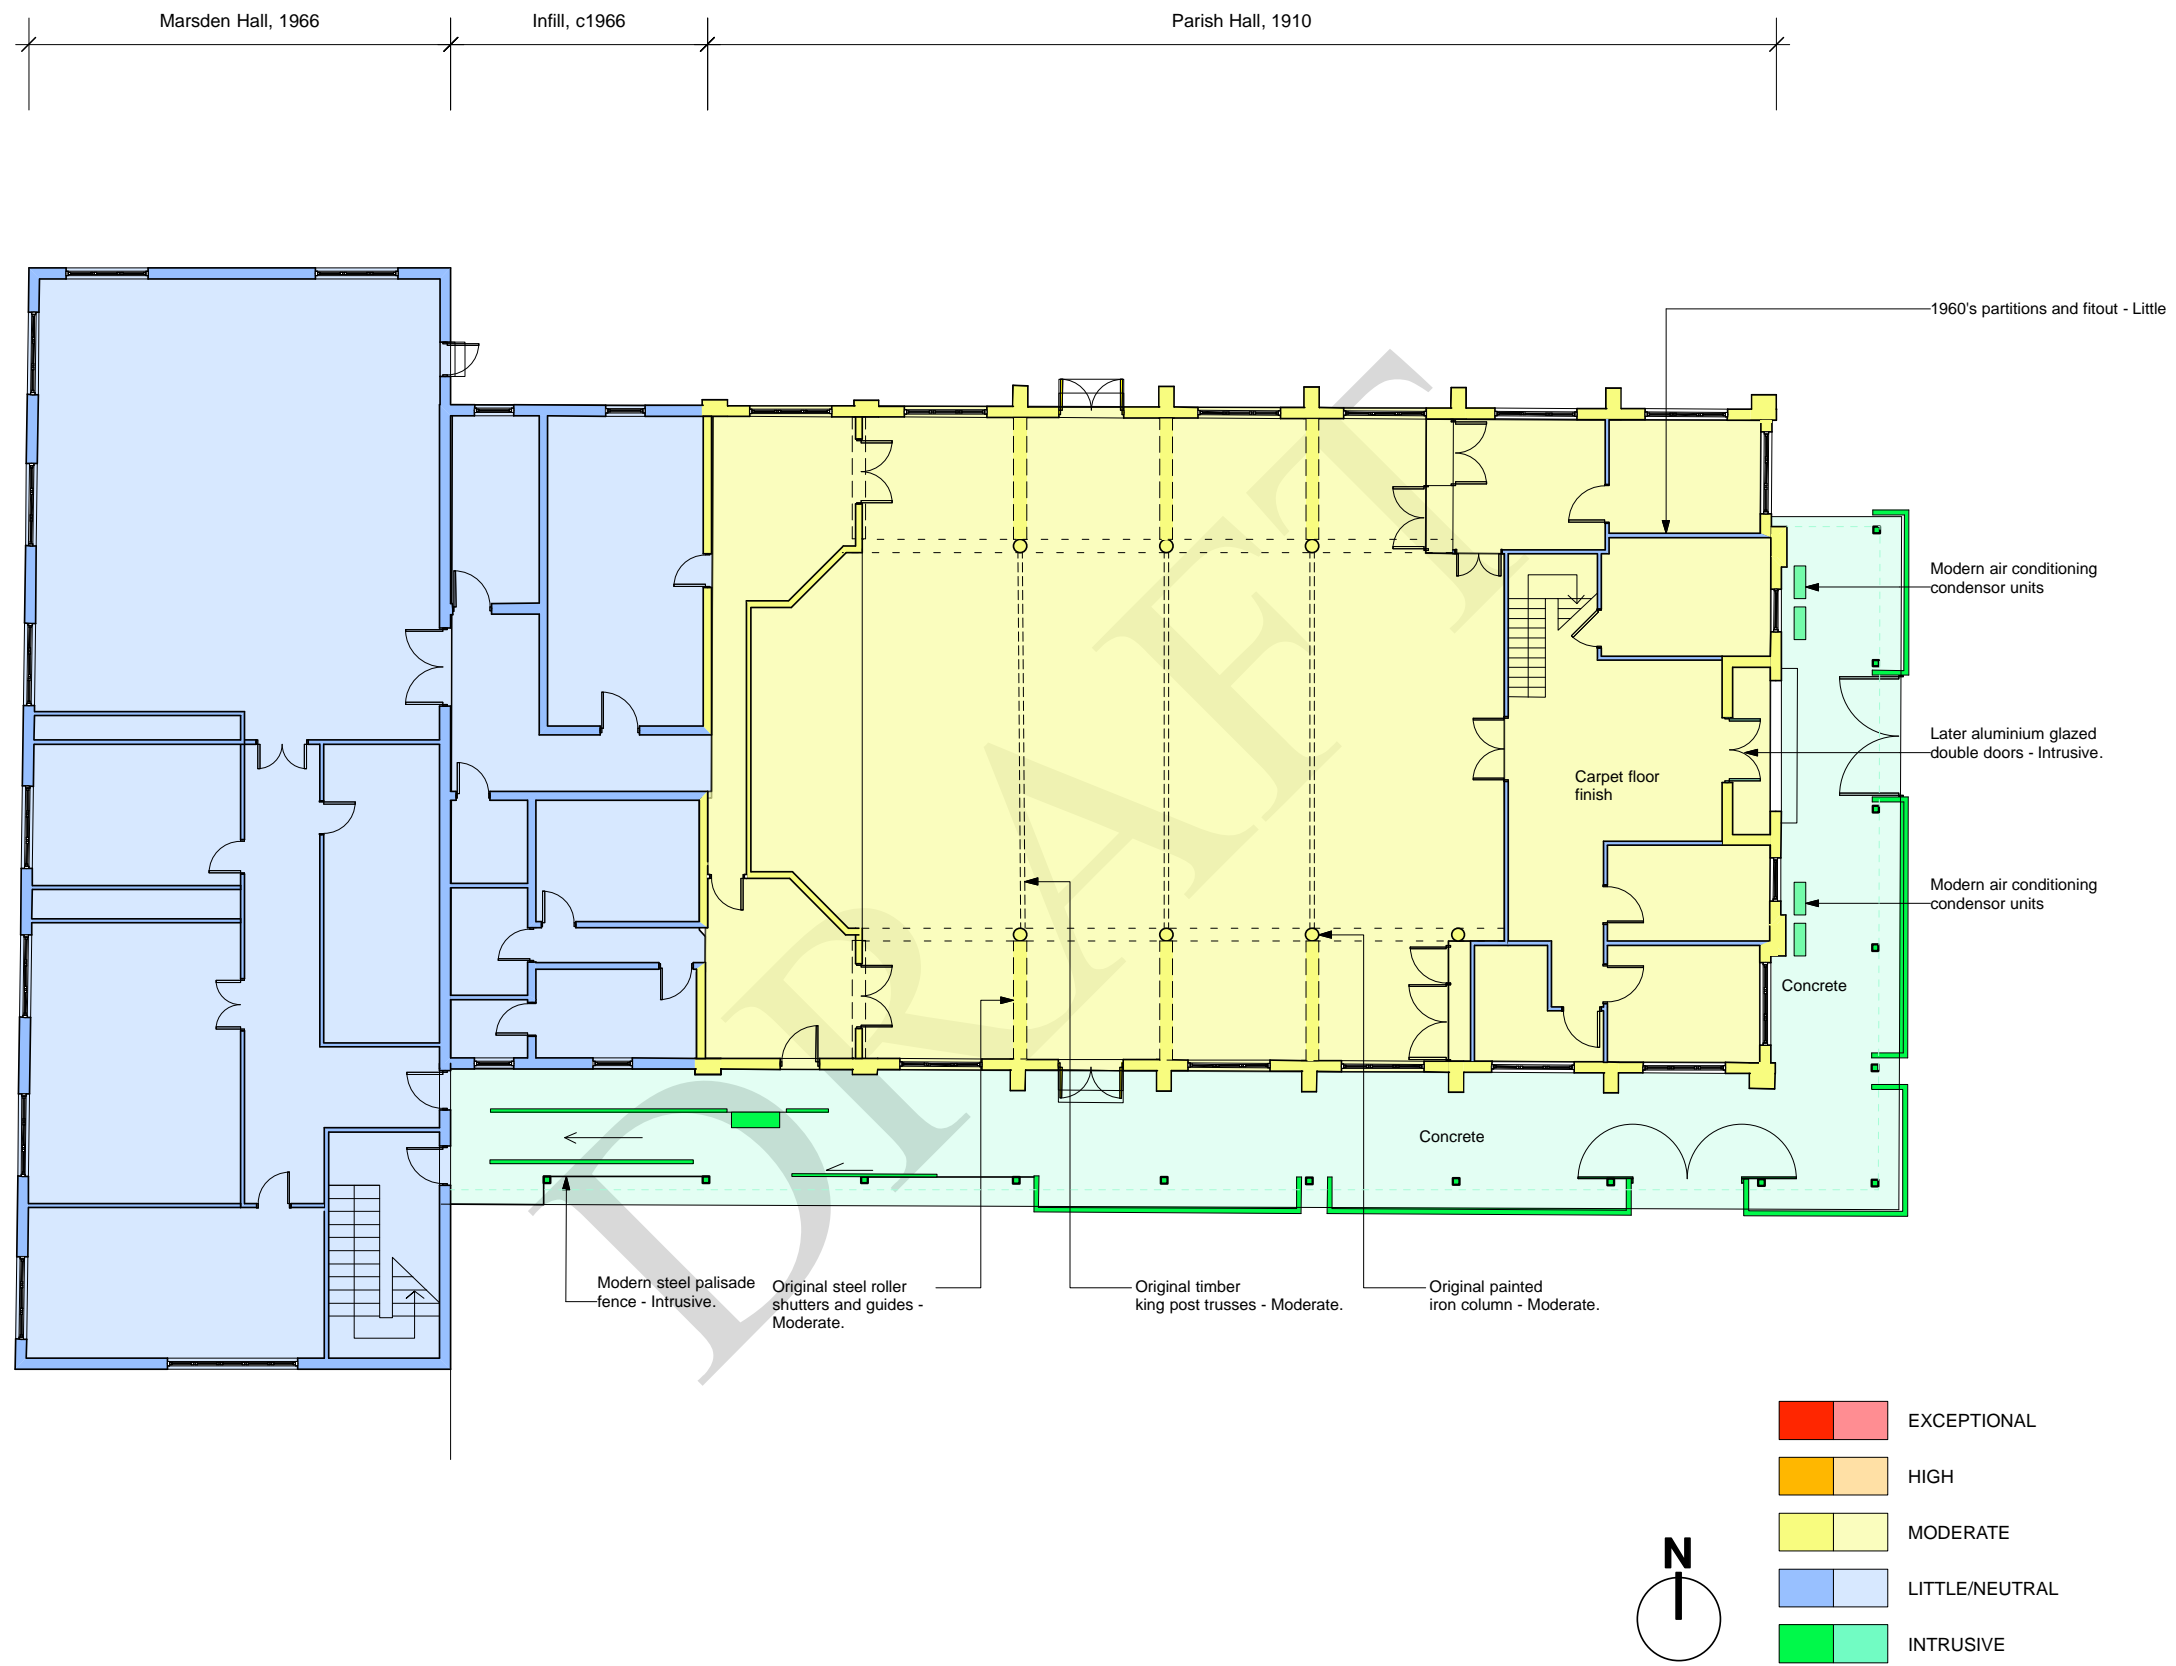 Marsden Hall, 1966
Infill, c1966
Parish Hall, 1910
1960's partitions and fitout - Little
Modern air conditioning
condensor units
Later aluminium glazed
double doors - Intrusive.
Carpet floor
finish
Modern air conditioning
condensor units
Concrete
Concrete
Modern steel palisade
fence - Intrusive.
Original steel roller
shutters and guides -
Moderate.
Original timber
king post trusses - Moderate.
Original painted
iron column - Moderate.
DRAFT
EXCEPTIONAL
HIGH
MODERATE
LITTLE/NEUTRAL
INTRUSIVE
N